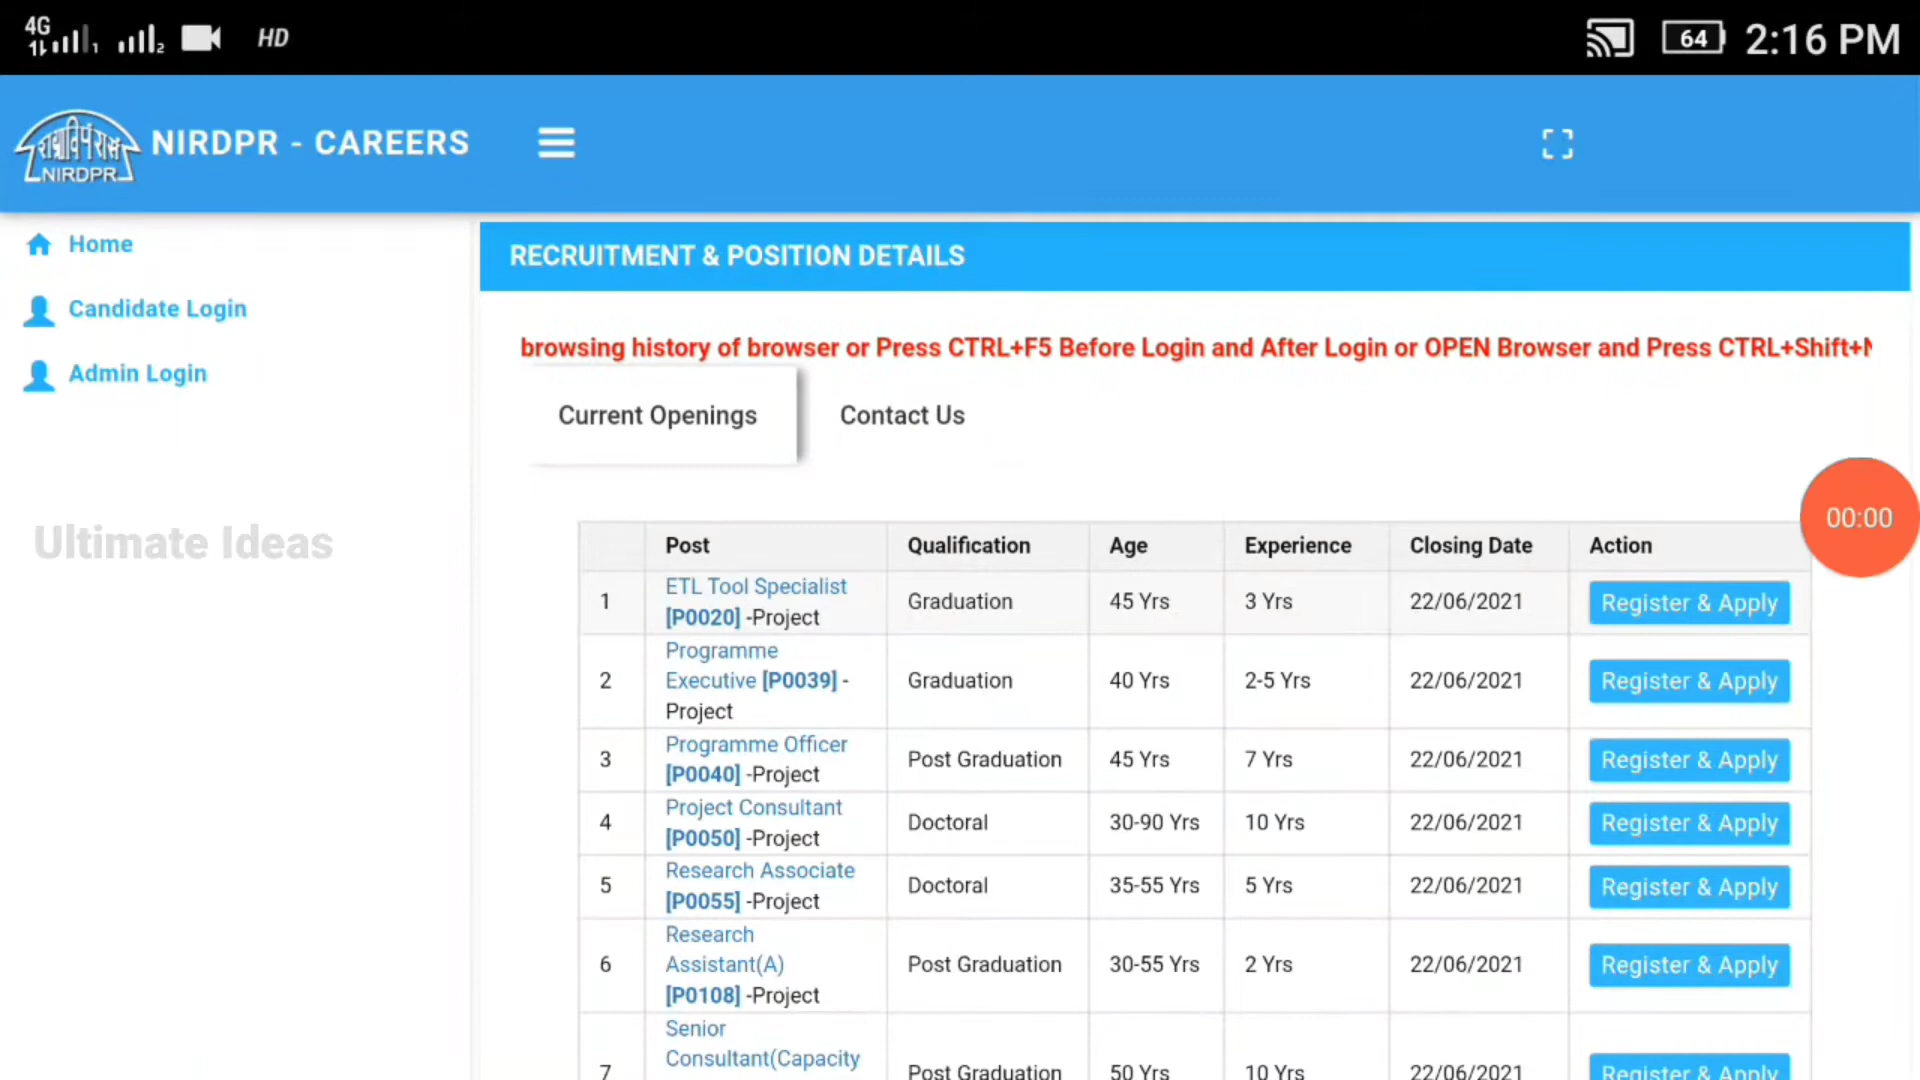 4G 1 2 HD 64 2:16 PM
NIRDPR
NIRDPR - CAREERS
Home
Candidate Login
Admin Login
Ultimate Ideas
RECRUITMENT & POSITION DETAILS
browsing history of browser or Press CTRL+F5 Before Login and After Login or OPEN Browser and Press CTRL+Shift+N
Current Openings Contact Us
00:00
Post Qualification Age Experience Closing Date Action
1 ETL Tool Specialist [P0020] -Project Graduation 45 Yrs 3 Yrs 22/06/2021 Register & Apply
2 Programme Executive [P0039] - Project Graduation 40 Yrs 2-5 Yrs 22/06/2021 Register & Apply
3 Programme Officer [P0040] -Project Post Graduation 45 Yrs 7 Yrs 22/06/2021 Register & Apply
4 Project Consultant [P0050] -Project Doctoral 30-90 Yrs 10 Yrs 22/06/2021 Register & Apply
5 Research Associate [P0055] -Project Doctoral 35-55 Yrs 5 Yrs 22/06/2021 Register & Apply
6 Research Assistant(A) [P0108] -Project Post Graduation 30-55 Yrs 2 Yrs 22/06/2021 Register & Apply
7 Senior Consultant(Capacity Post Graduation 50 Yrs 10 Yrs 22/06/2021 Register & Apply